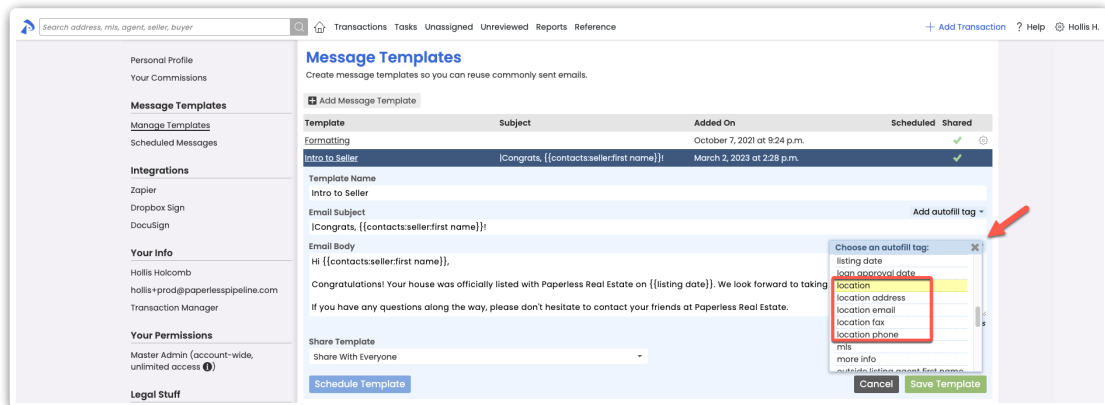 Search address, mls, agent, seller, buyer
Transactions Tasks Unassigned Unreviewed Reports Reference
Add Transaction ? Help Hollis H.
Personal Profile
Your Commissions
Message Templates
Manage Templates
Scheduled Messages
Integrations
Zapier
Dropbox Sign
DocuSign
Your Info
Hollis Holcomb
hollis+prod@paperlesspipeline.com
Transaction Manager
Your Permissions
Master Admin (account-wide,
unlimited access )
Legal Stuff
Message Templates
Create message templates so you can reuse commonly sent emails.
Add Message Template
Template Subject Added On Scheduled Shared
Formatting October 7, 2021 at 9:24 p.m.
Intro to Seller |Congrats, {{contacts:seller:first name}}! March 2, 2023 at 2:28 p.m.
Template Name
Intro to Seller
Email Subject Add autofill tag
|Congrats, {{contacts:seller:first name}}!
Email Body
Hi {{contacts:seller:first name}},
Congratulations! Your house was officially listed with Paperless Real Estate on {{listing date}}. We look forward to taking
If you have any questions along the way, please don't hesitate to contact your friends at Paperless Real Estate.
Choose an autofill tag:
listing date
loan approval date
location
location address
location email
location fax
location phone
mls
more info
outside listing agent first name
Share Template
Share With Everyone
Schedule Template
Cancel Save Template